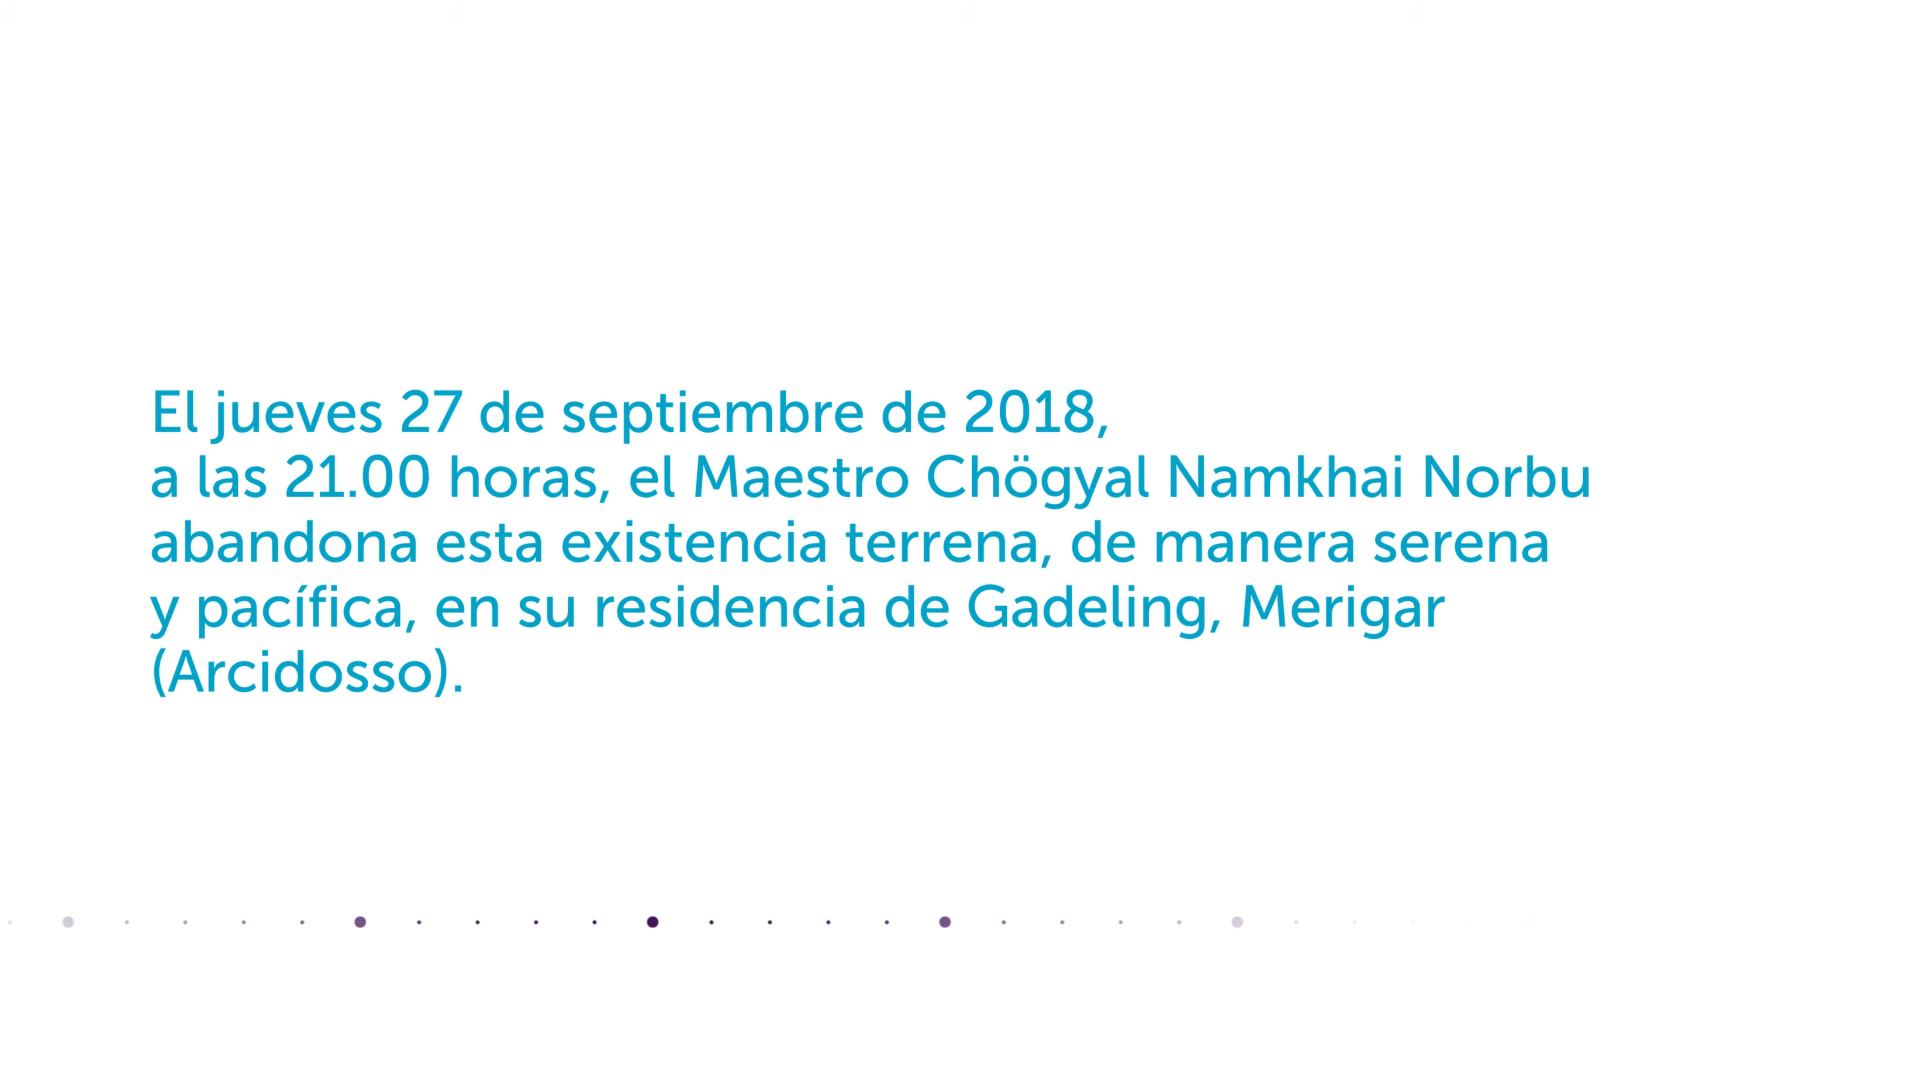 El jueves 27 de septiembre de 2018,
a las 21.00 horas, el Maestro Chögyal Namkhai Norbu
abandona esta existencia terrena, de manera serena
y pacífica, en su residencia de Gadeling, Merigar
(Arcidosso).